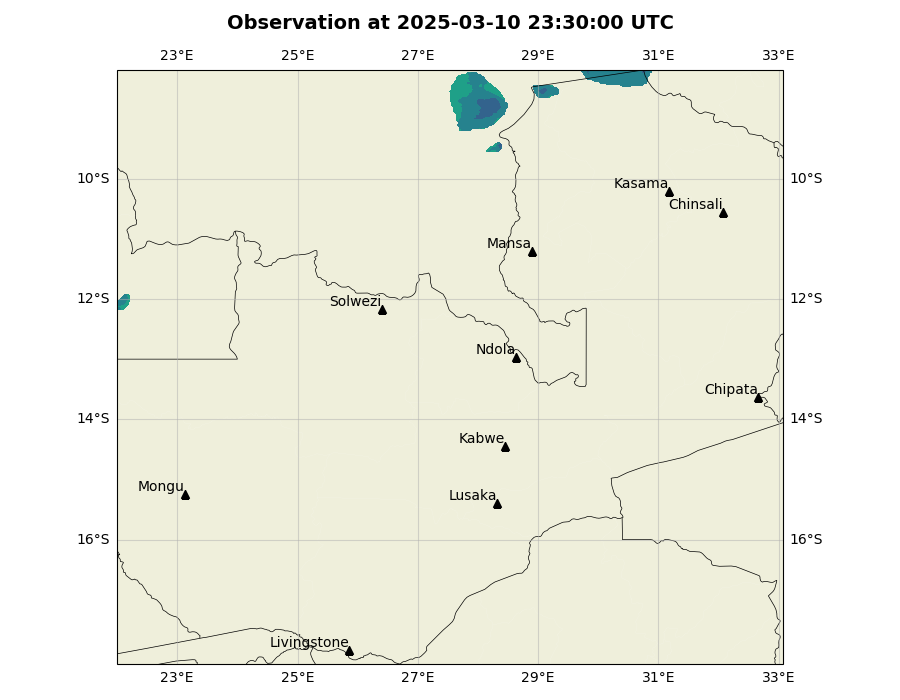 Observation at 2025-03-10 23:30:00 UTC
23°E 25°E 27°E 29°E 31°E 33°E
10°S 10°S
Kasama
Chinsali
Mansa
12°S 12°S
Solwezi
Ndola
Chipata
14°S 14°S
Kabwe
Mongu
Lusaka
16°S 16°S
Livingstone
23°E 25°E 27°E 29°E 31°E 33°E